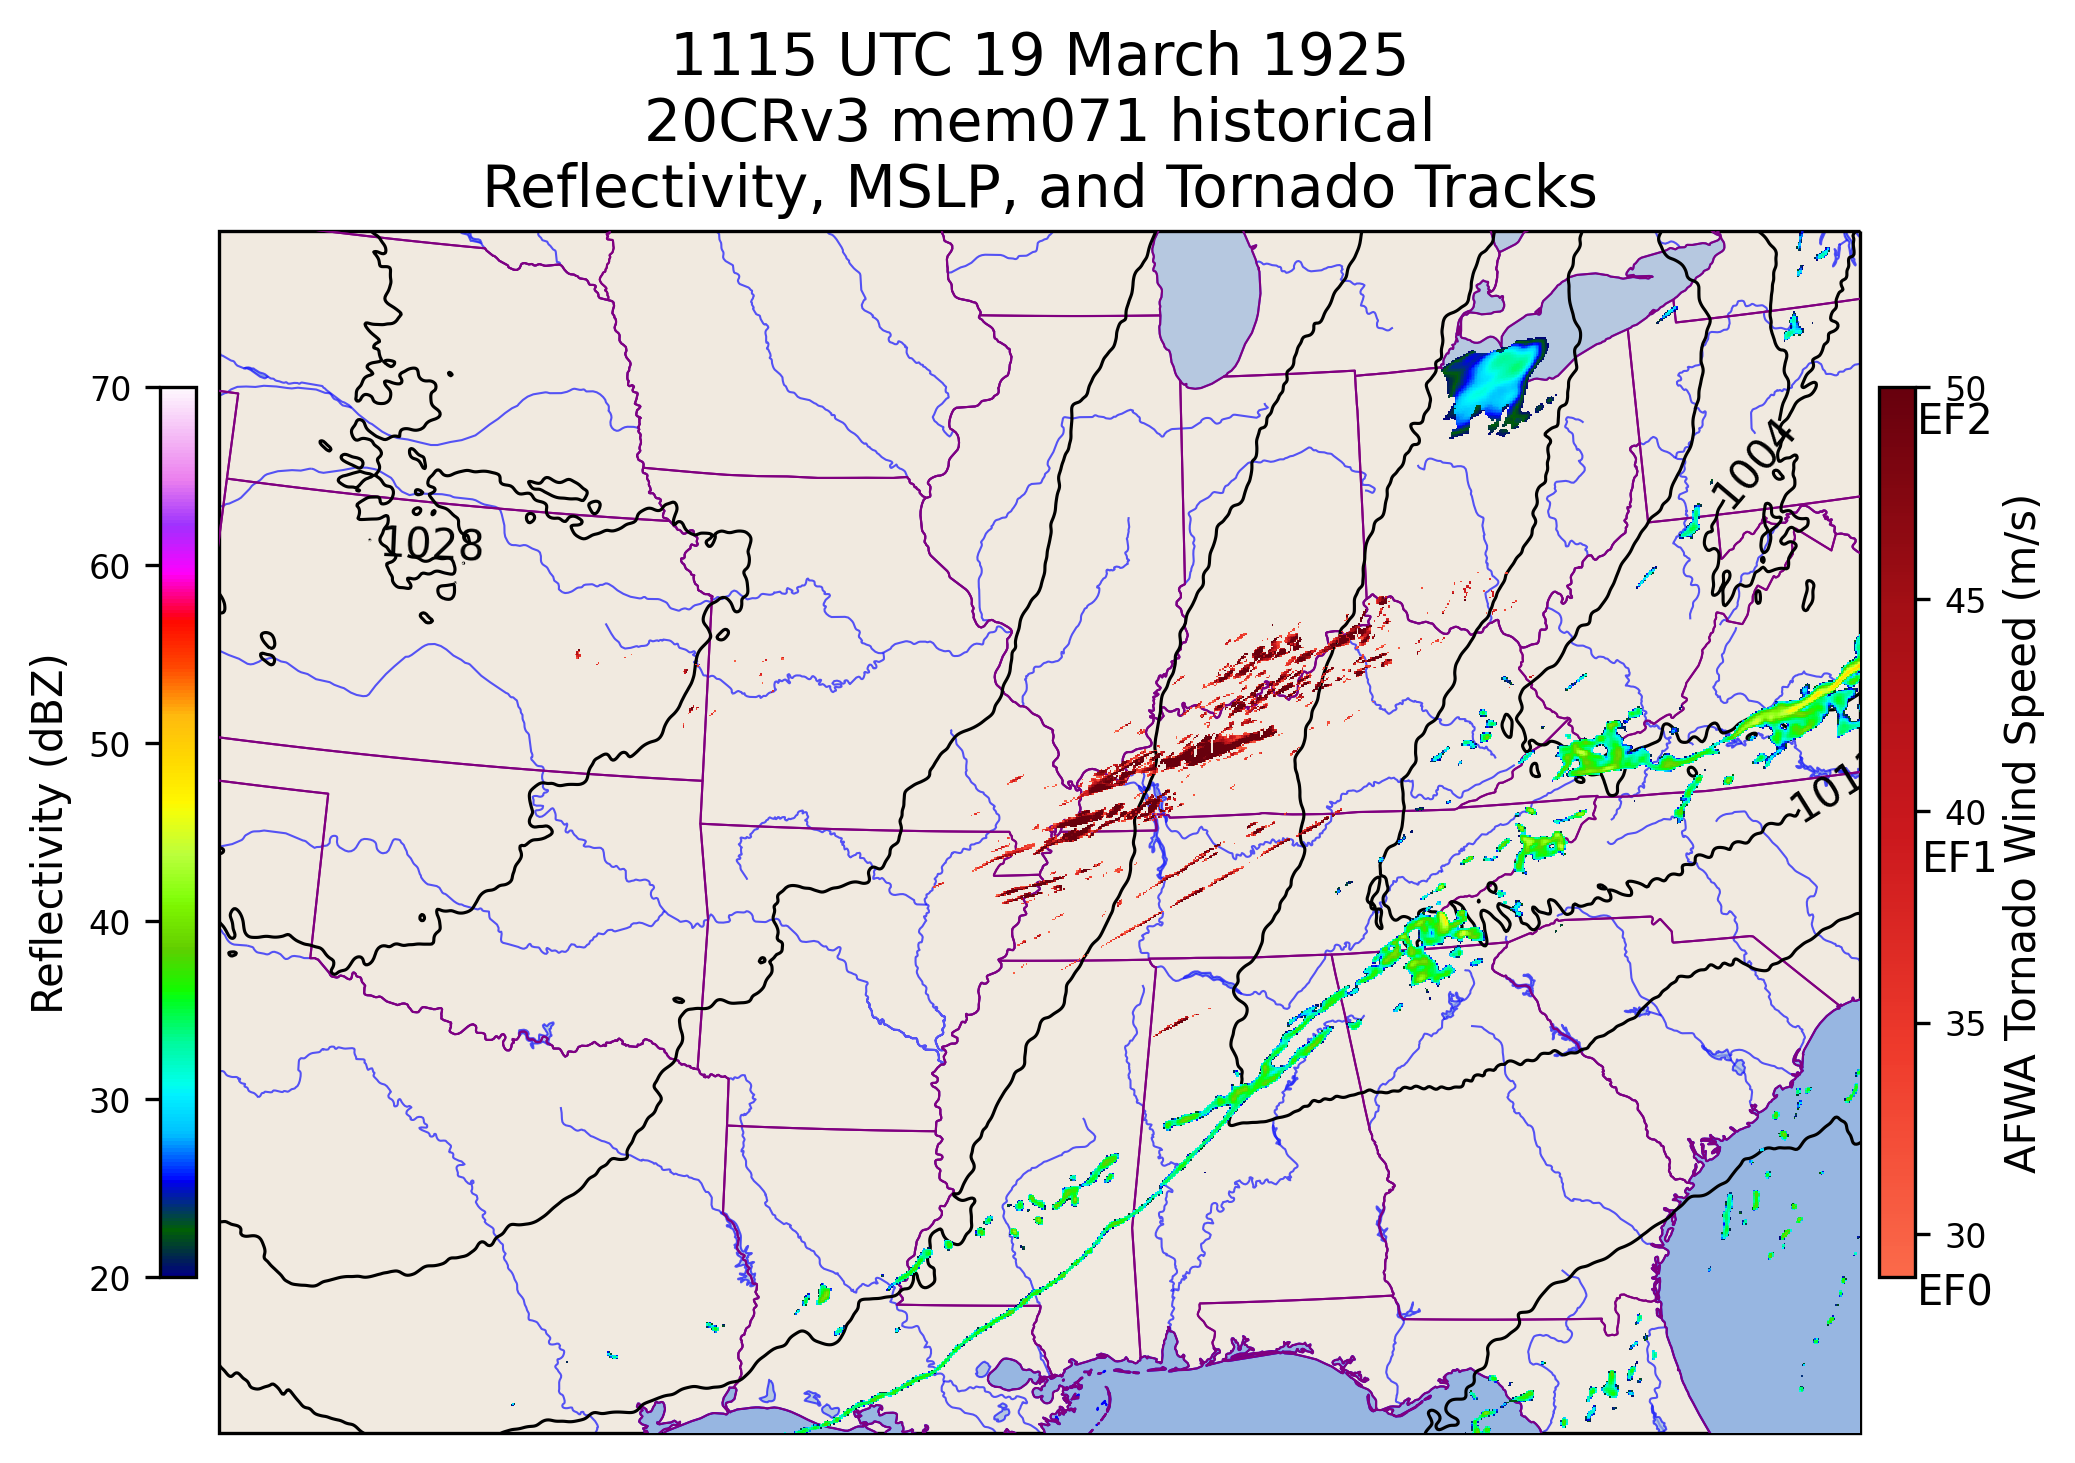 1115 UTC 19 March 1925
20CRv3 mem071 historical
Reflectivity, MSLP, and Tornado Tracks
70
60
50
40
30
20
Reflectivity (dBZ)
1028
1004
50
EF2
45
40
EF1
35
30
EF0
AFWA Tornado Wind Speed (m/s)